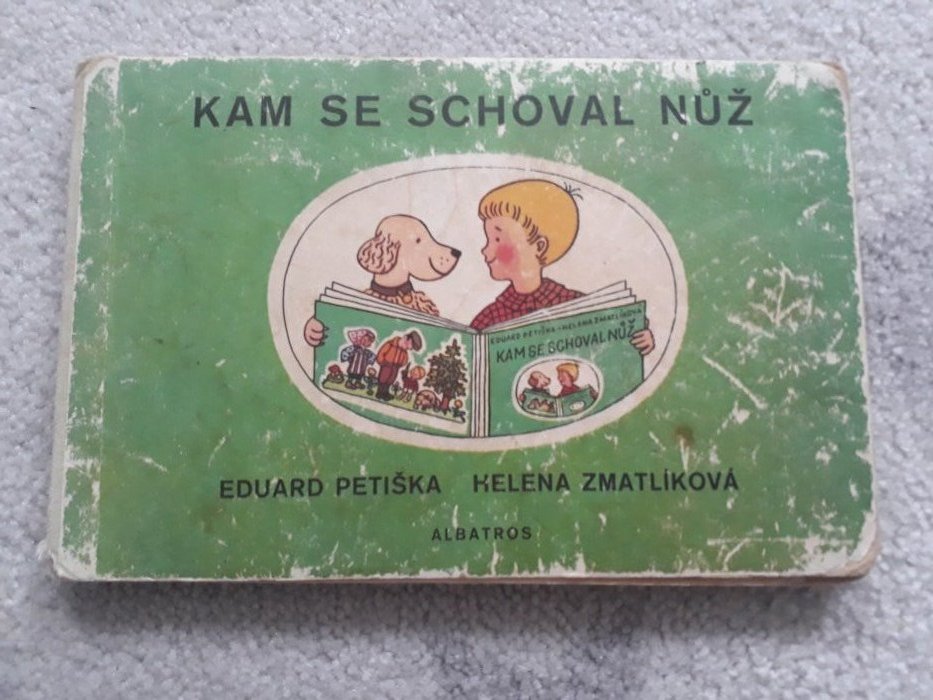 KAM SE SCHOVAL NŮŽ
EDUARD PETIŠKA · HELENA ZMATLÍKOVÁ
KAM SE SCHOVAL NŮŽ
EDUARD PETIŠKA HELENA ZMATLÍKOVÁ
ALBATROS